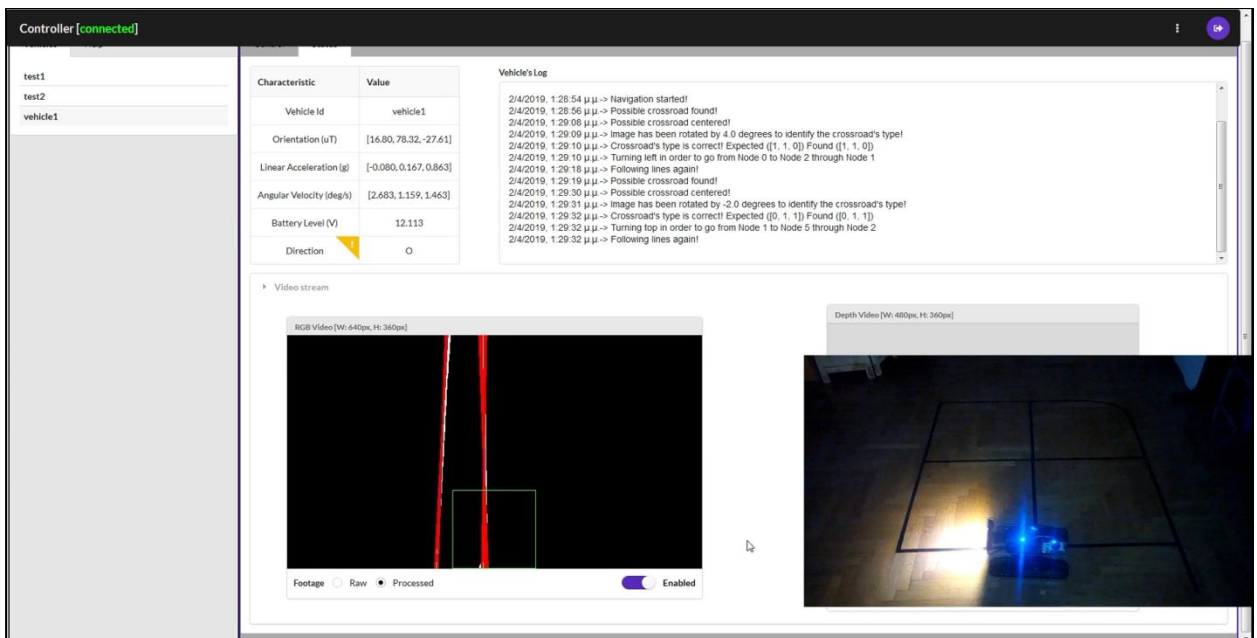 Controller [connected]
Vehicles Help
Control Status
test1
test2
vehicle1
Characteristic Value
Vehicle Id vehicle1
Orientation (uT) [16.80, 78.32, -27.61]
Linear Acceleration (g) [-0.080, 0.167, 0.863]
Angular Velocity (deg/s) [2.683, 1.159, 1.463]
Battery Level (V) 12.113
Direction O
!
Vehicle's Log
2/4/2019, 1:28:54 μ.μ.-> Navigation started!
2/4/2019, 1:28:56 μ.μ.-> Possible crossroad found!
2/4/2019, 1:29:08 μ.μ.-> Possible crossroad centered!
2/4/2019, 1:29:09 μ.μ.-> Image has been rotated by 4.0 degrees to identify the crossroad's type!
2/4/2019, 1:29:10 μ.μ.-> Crossroad's type is correct! Expected ([1, 1, 0]) Found ([1, 1, 0])
2/4/2019, 1:29:10 μ.μ.-> Turning left in order to go from Node 0 to Node 2 through Node 1
2/4/2019, 1:29:18 μ.μ.-> Following lines again!
2/4/2019, 1:29:19 μ.μ.-> Possible crossroad found!
2/4/2019, 1:29:30 μ.μ.-> Possible crossroad centered!
2/4/2019, 1:29:31 μ.μ.-> Image has been rotated by -2.0 degrees to identify the crossroad's type!
2/4/2019, 1:29:32 μ.μ.-> Crossroad's type is correct! Expected ([0, 1, 1]) Found ([0, 1, 1])
2/4/2019, 1:29:32 μ.μ.-> Turning top in order to go from Node 1 to Node 5 through Node 2
2/4/2019, 1:29:32 μ.μ.-> Following lines again!
Video stream
RGB Video [W: 640px, H: 360px]
Depth Video [W: 480px, H: 360px]
Footage Raw Processed Enabled